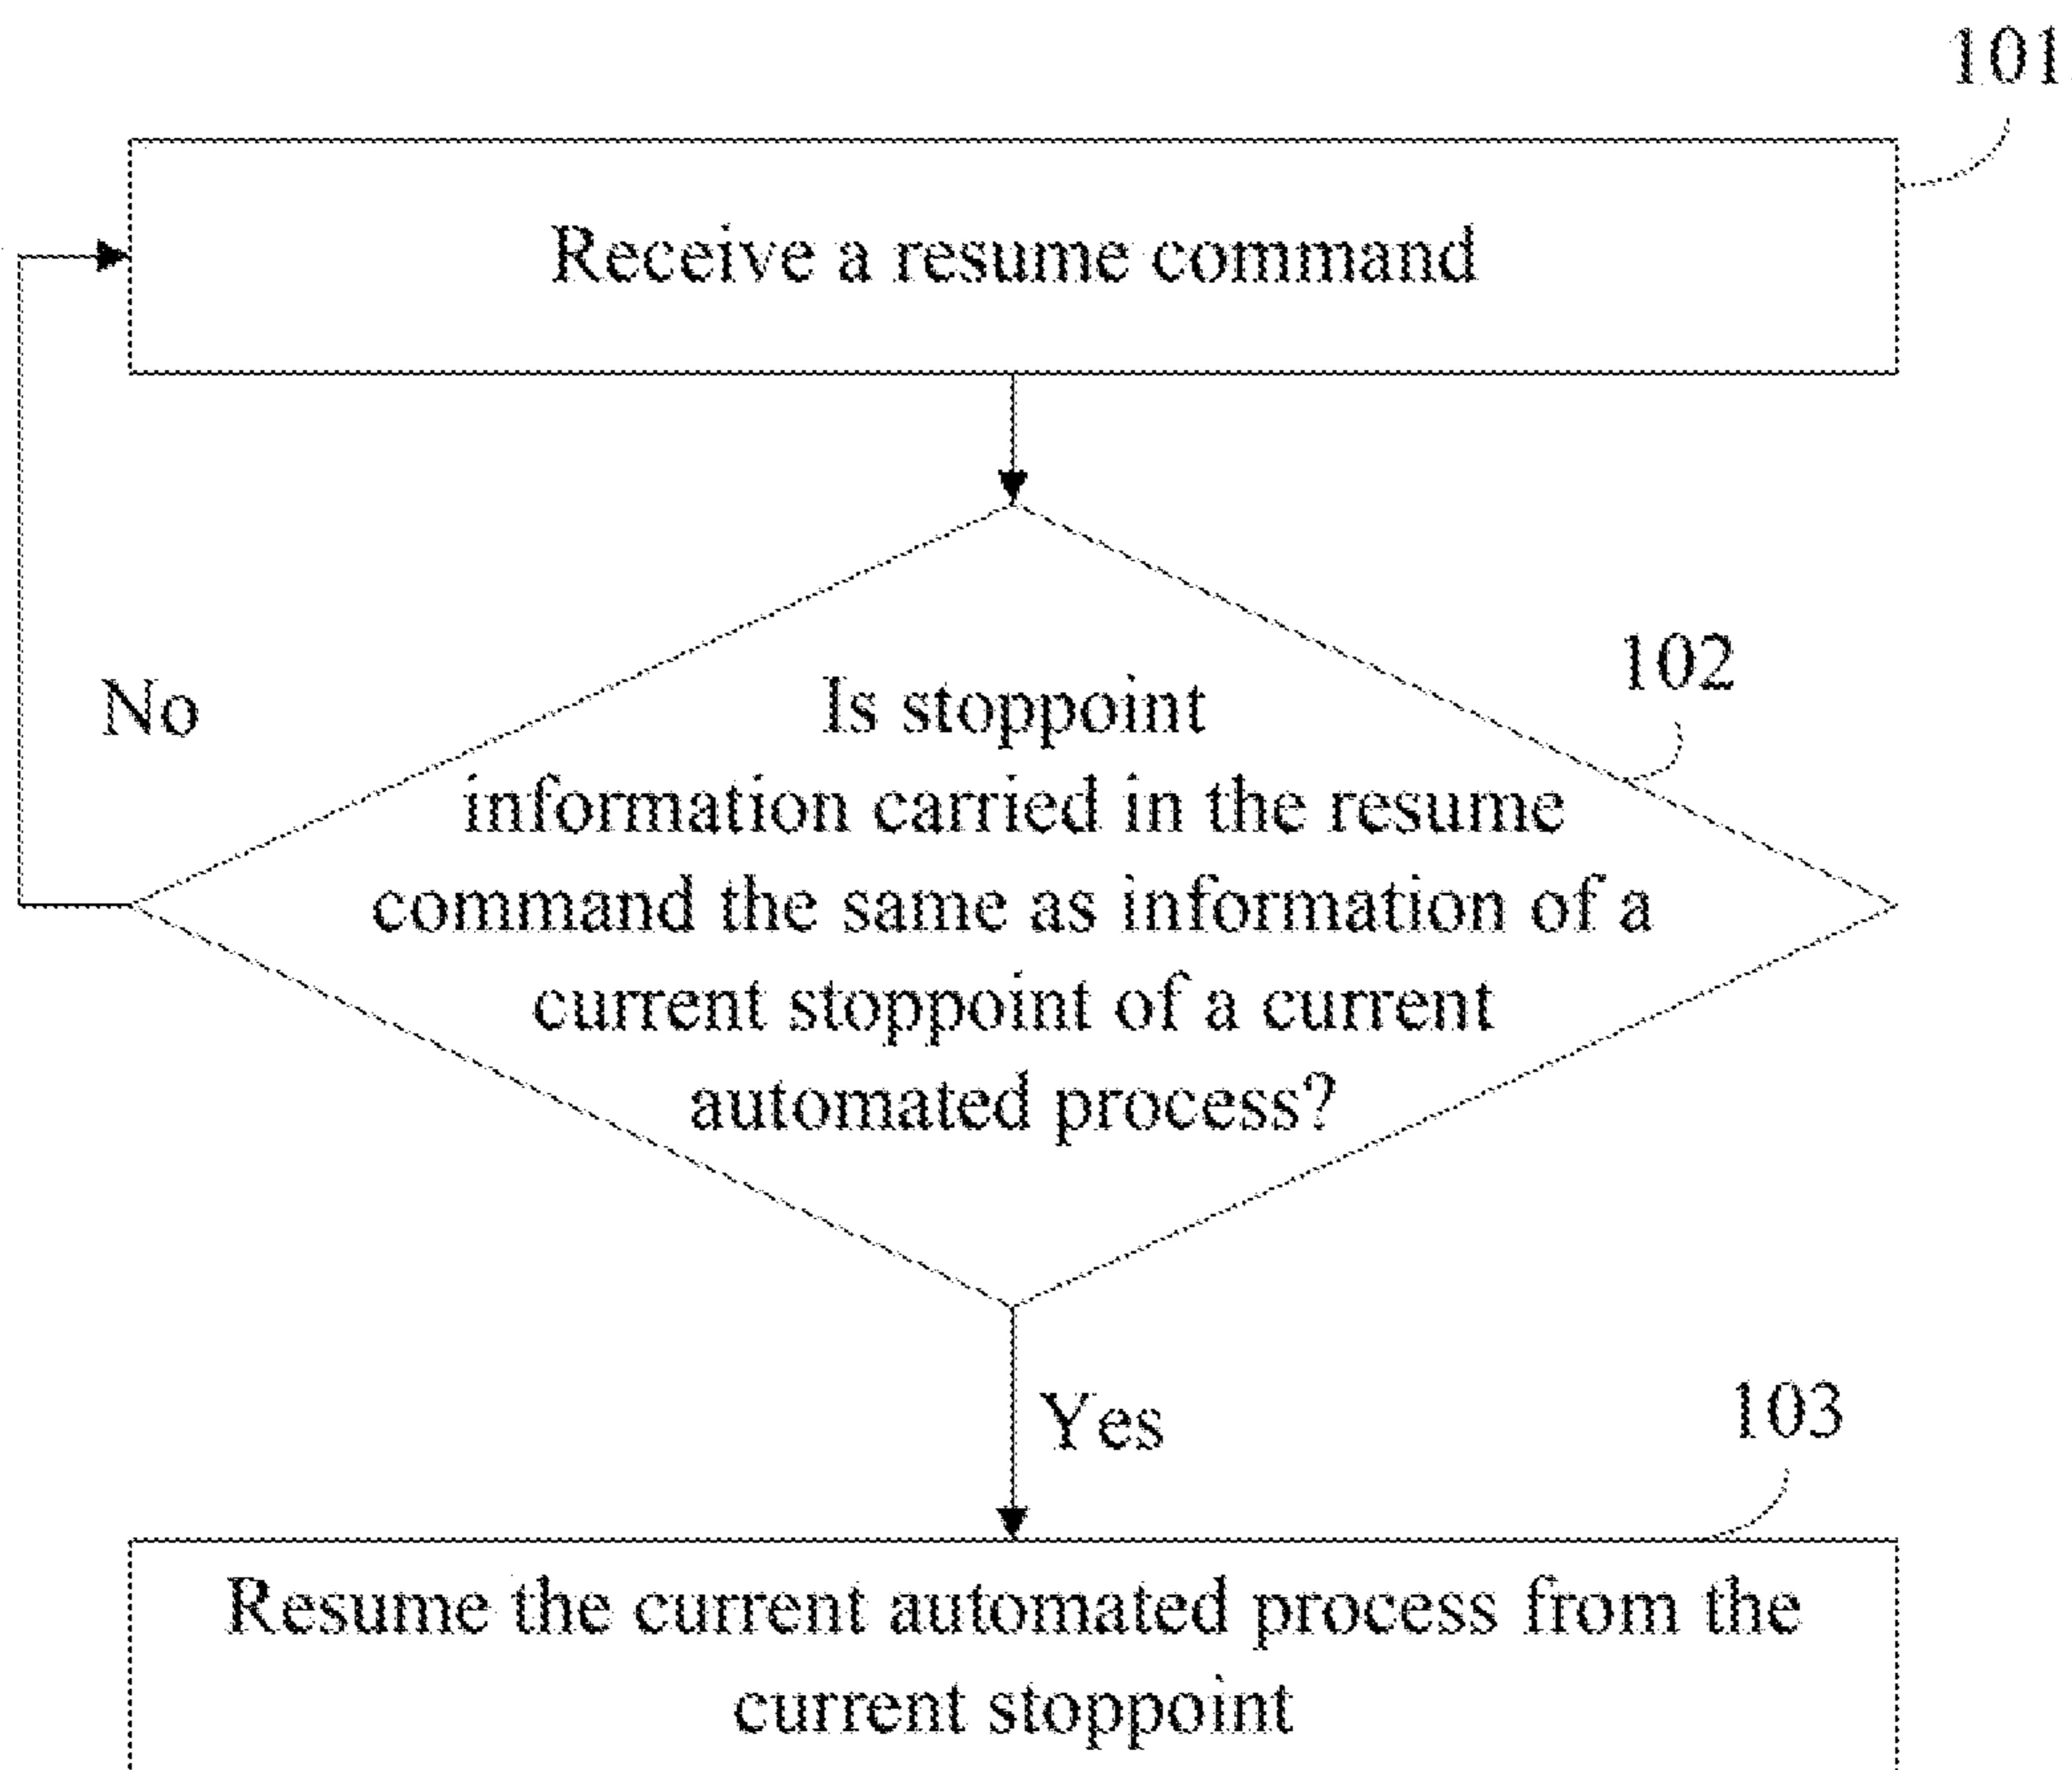 101
Receive a resume command
102
No
Is stoppoint
information carried in the resume
command the same as information of a
current stoppoint of a current
automated process?
Yes
103
Resume the current automated process from the
current stoppoint